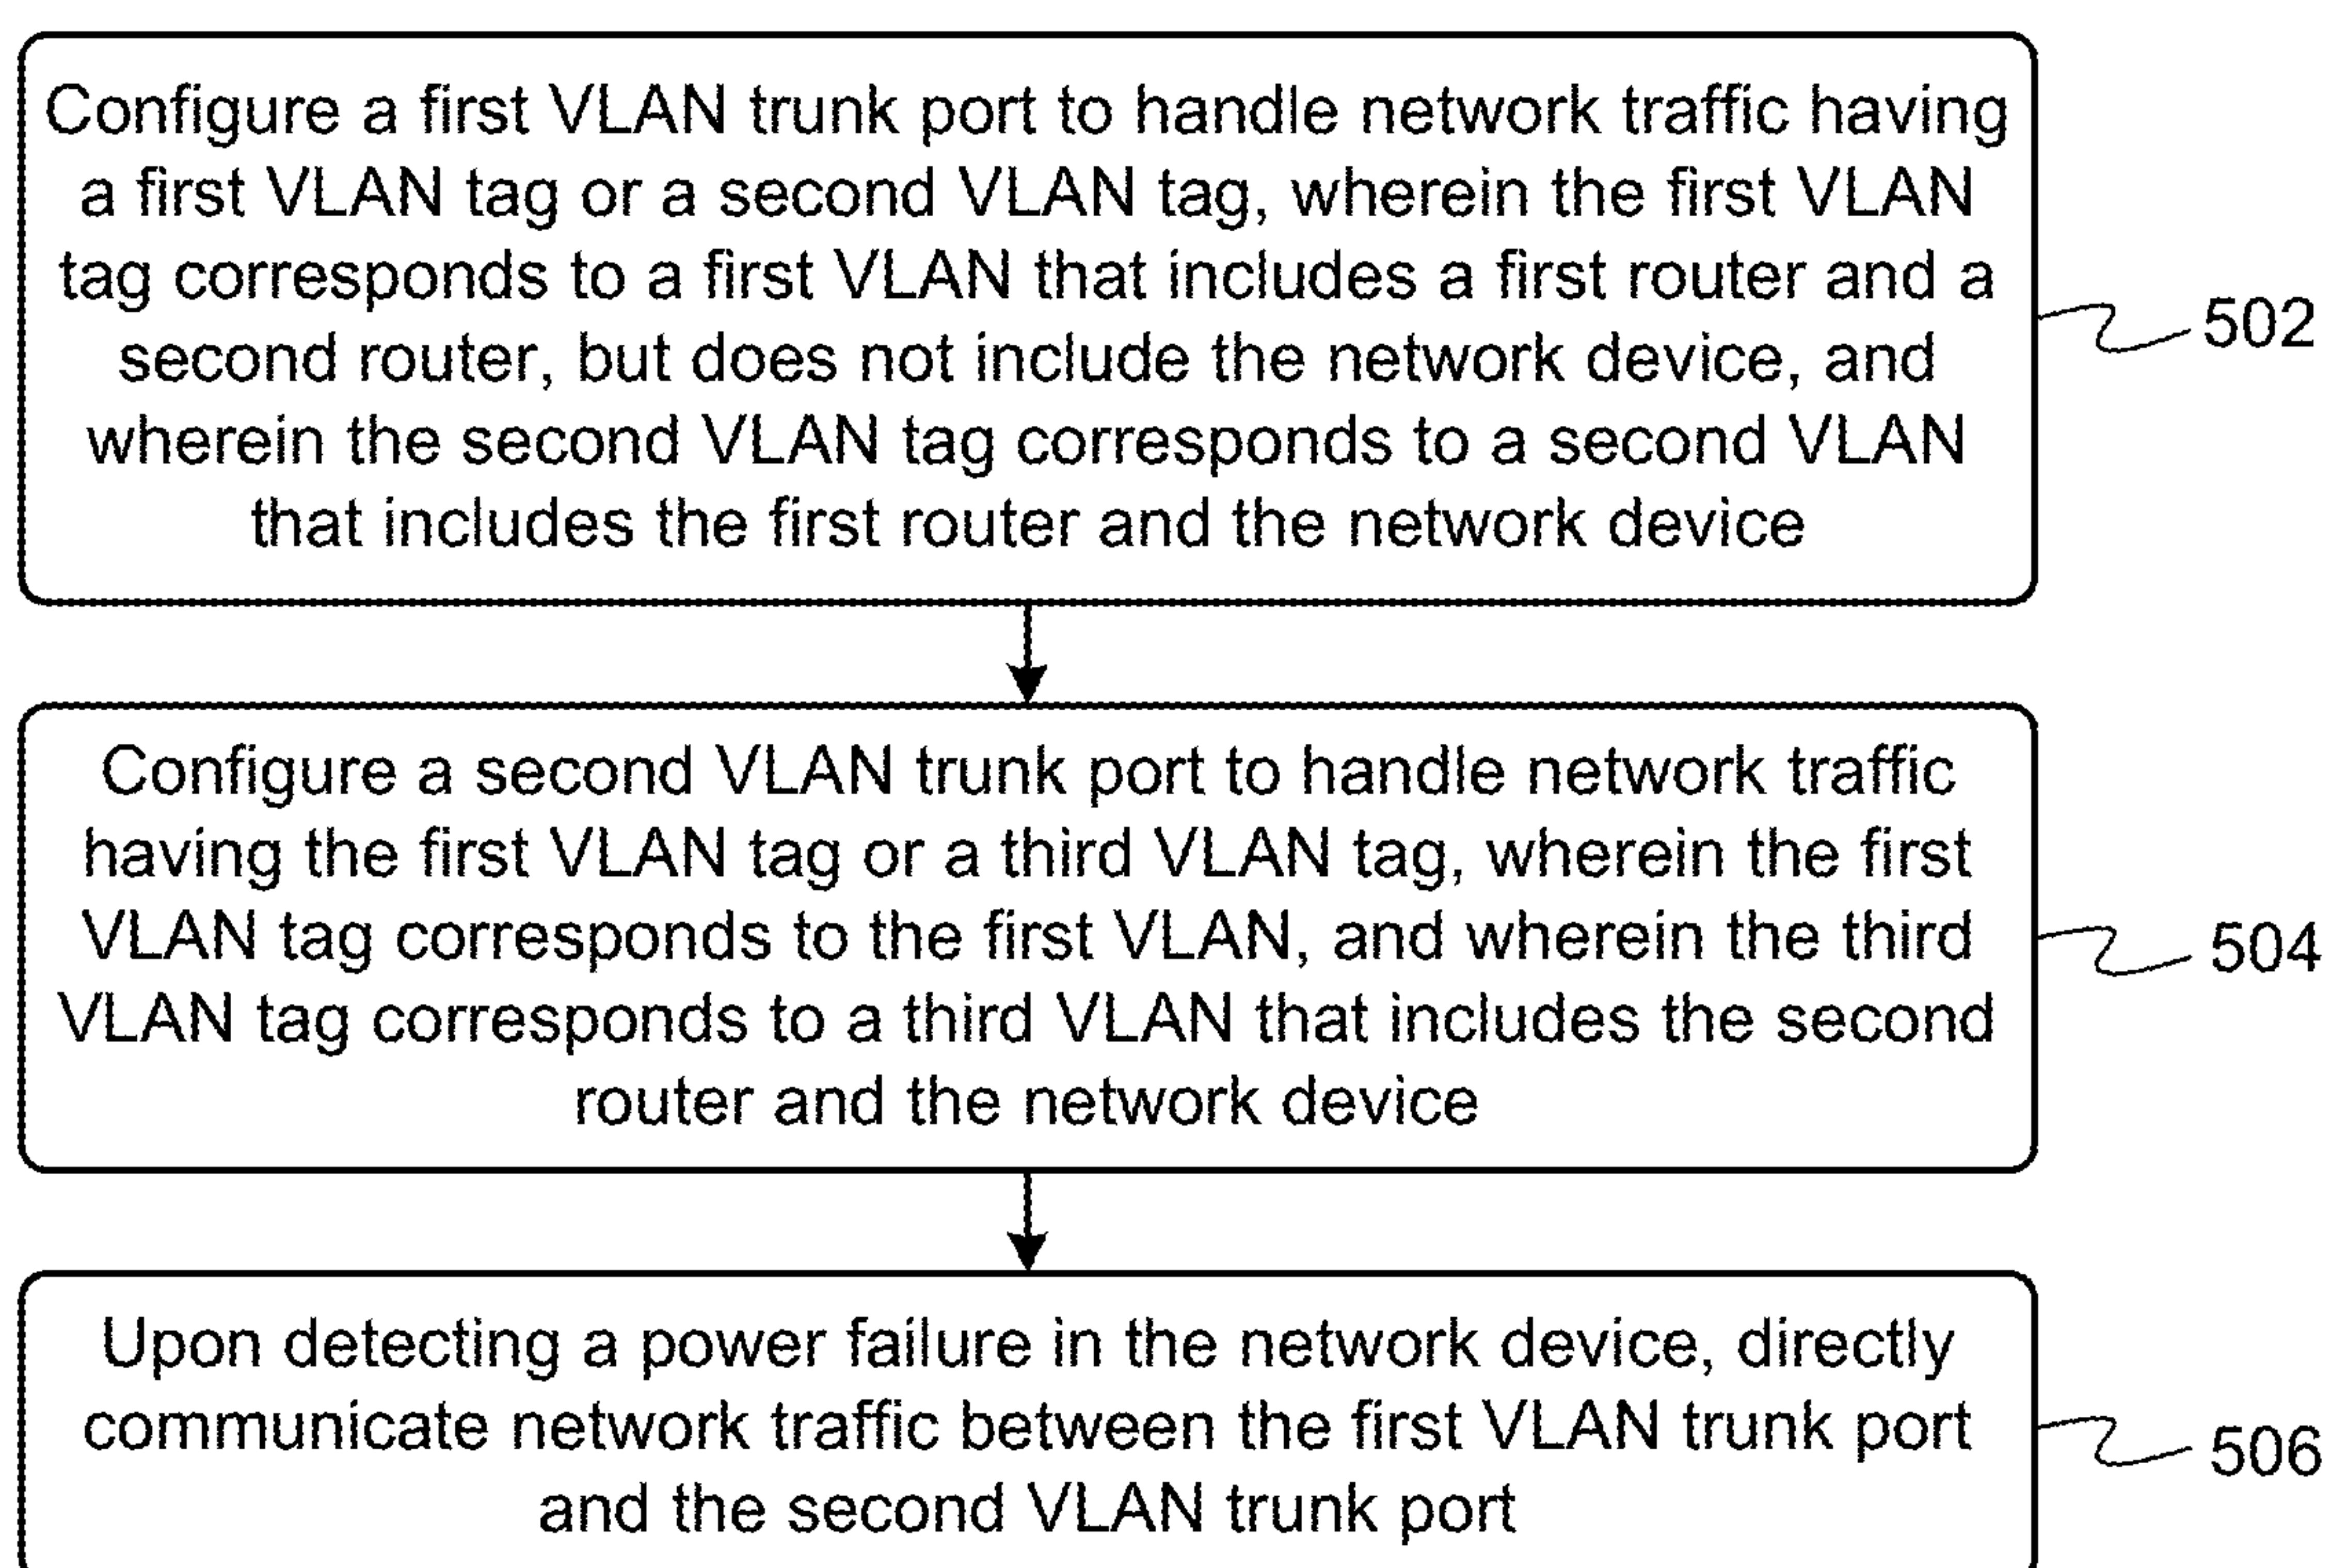 Configure a first VLAN trunk port to handle network traffic having
a first VLAN tag or a second VLAN tag, wherein the first VLAN
tag corresponds to a first VLAN that includes a first router and a
second router, but does not include the network device, and
wherein the second VLAN tag corresponds to a second VLAN
that includes the first router and the network device
502
Configure a second VLAN trunk port to handle network traffic
having the first VLAN tag or a third VLAN tag, wherein the first
VLAN tag corresponds to the first VLAN, and wherein the third
VLAN tag corresponds to a third VLAN that includes the second
router and the network device
504
Upon detecting a power failure in the network device, directly
communicate network traffic between the first VLAN trunk port
and the second VLAN trunk port
506